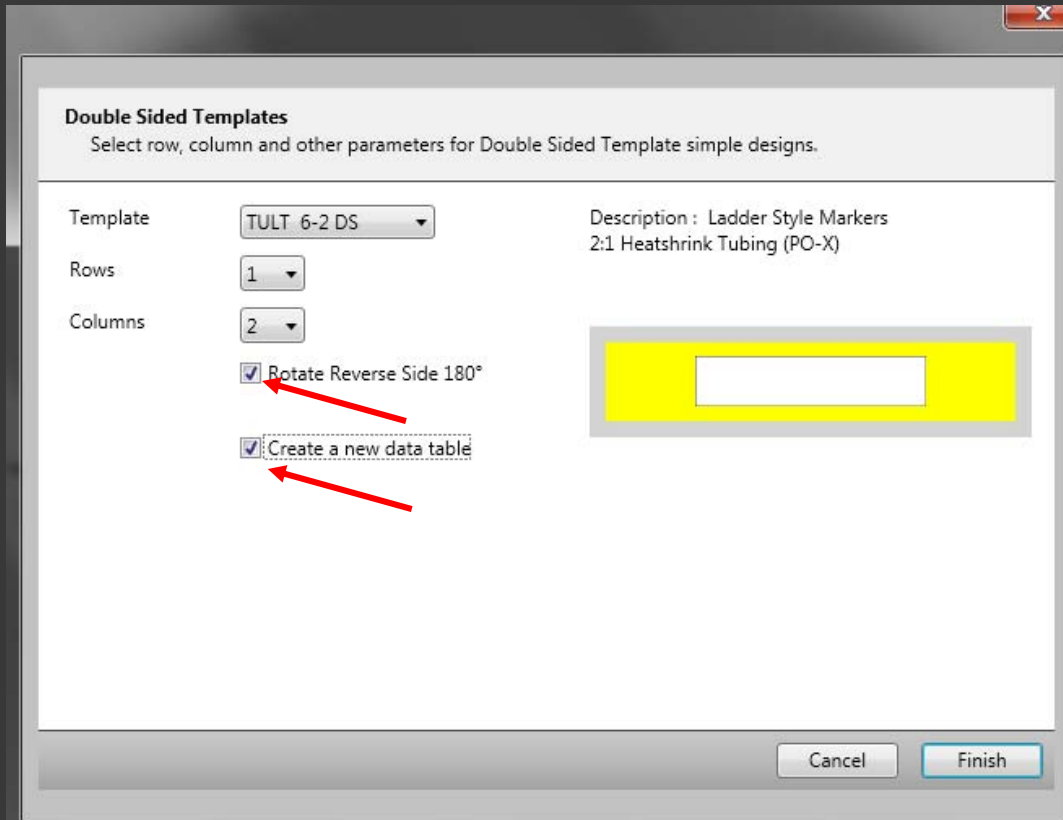 x
Double Sided Templates
Select row, column and other parameters for Double Sided Template simple designs.
Template
TULT 6-2 DS
Description : Ladder Style Markers
2:1 Heatshrink Tubing (PO-X)
Rows
1
Columns
2
Rotate Reverse Side 180°
Create a new data table
Cancel
Finish